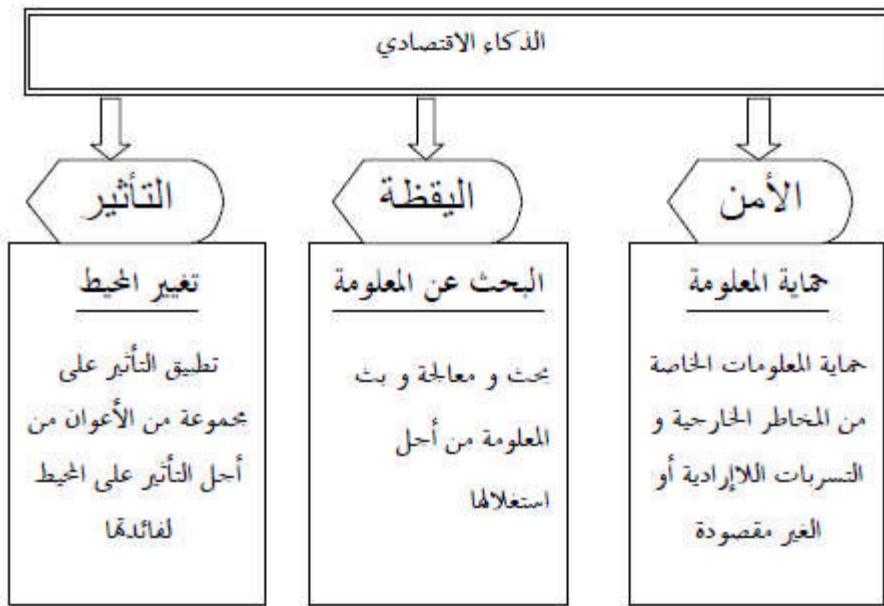 الذكاء الاقتصادي
الأمن
حماية المعلومة
حماية المعلومات الخاصة
من المخاطر الخارجية و
التسربات اللاإرادية أو
الغير مقصودة
اليقظة
البحث عن المعلومة
بحث و معالجة و بث
المعلومة من أجل
استغلالها
التأثير
تغيير المحيط
تطبيق التأثير على
مجموعة من الأعوان من
أجل التأثير على المحيط
لفائدتها